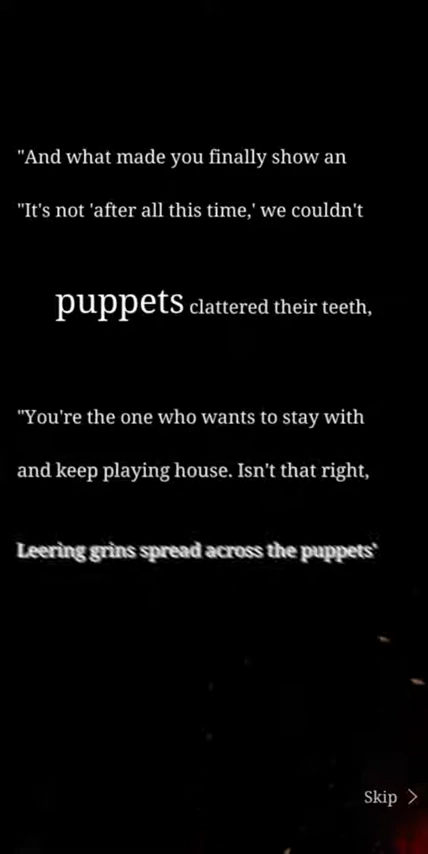 "And what made you finally show an
"It's not 'after all this time,' we couldn't
puppets clattered their teeth,
"You're the one who wants to stay with
and keep playing house. Isn't that right,
Leering grins spread across the puppets'
Skip >